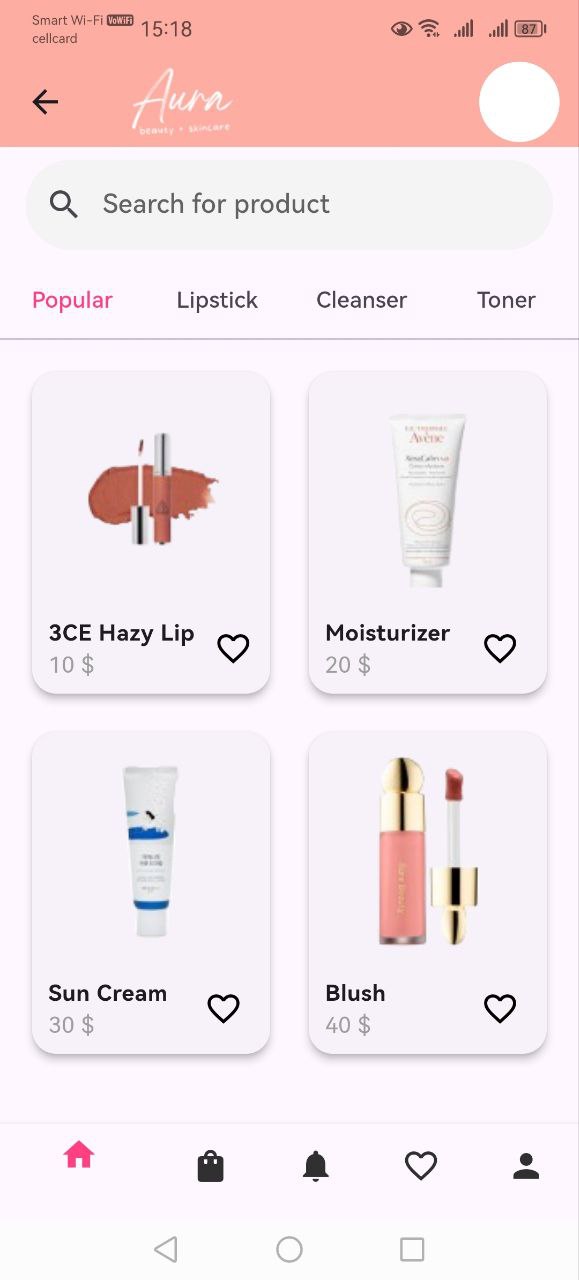 Smart Wi-Fi VoWiFi
cellcard
15:18
87
Aura
beauty + skincare
Search for product
Popular
Lipstick
Cleanser
Toner
Avène
3CE Hazy Lip
10 $
Moisturizer
20 $
Sun Cream
30 $
Blush
40 $